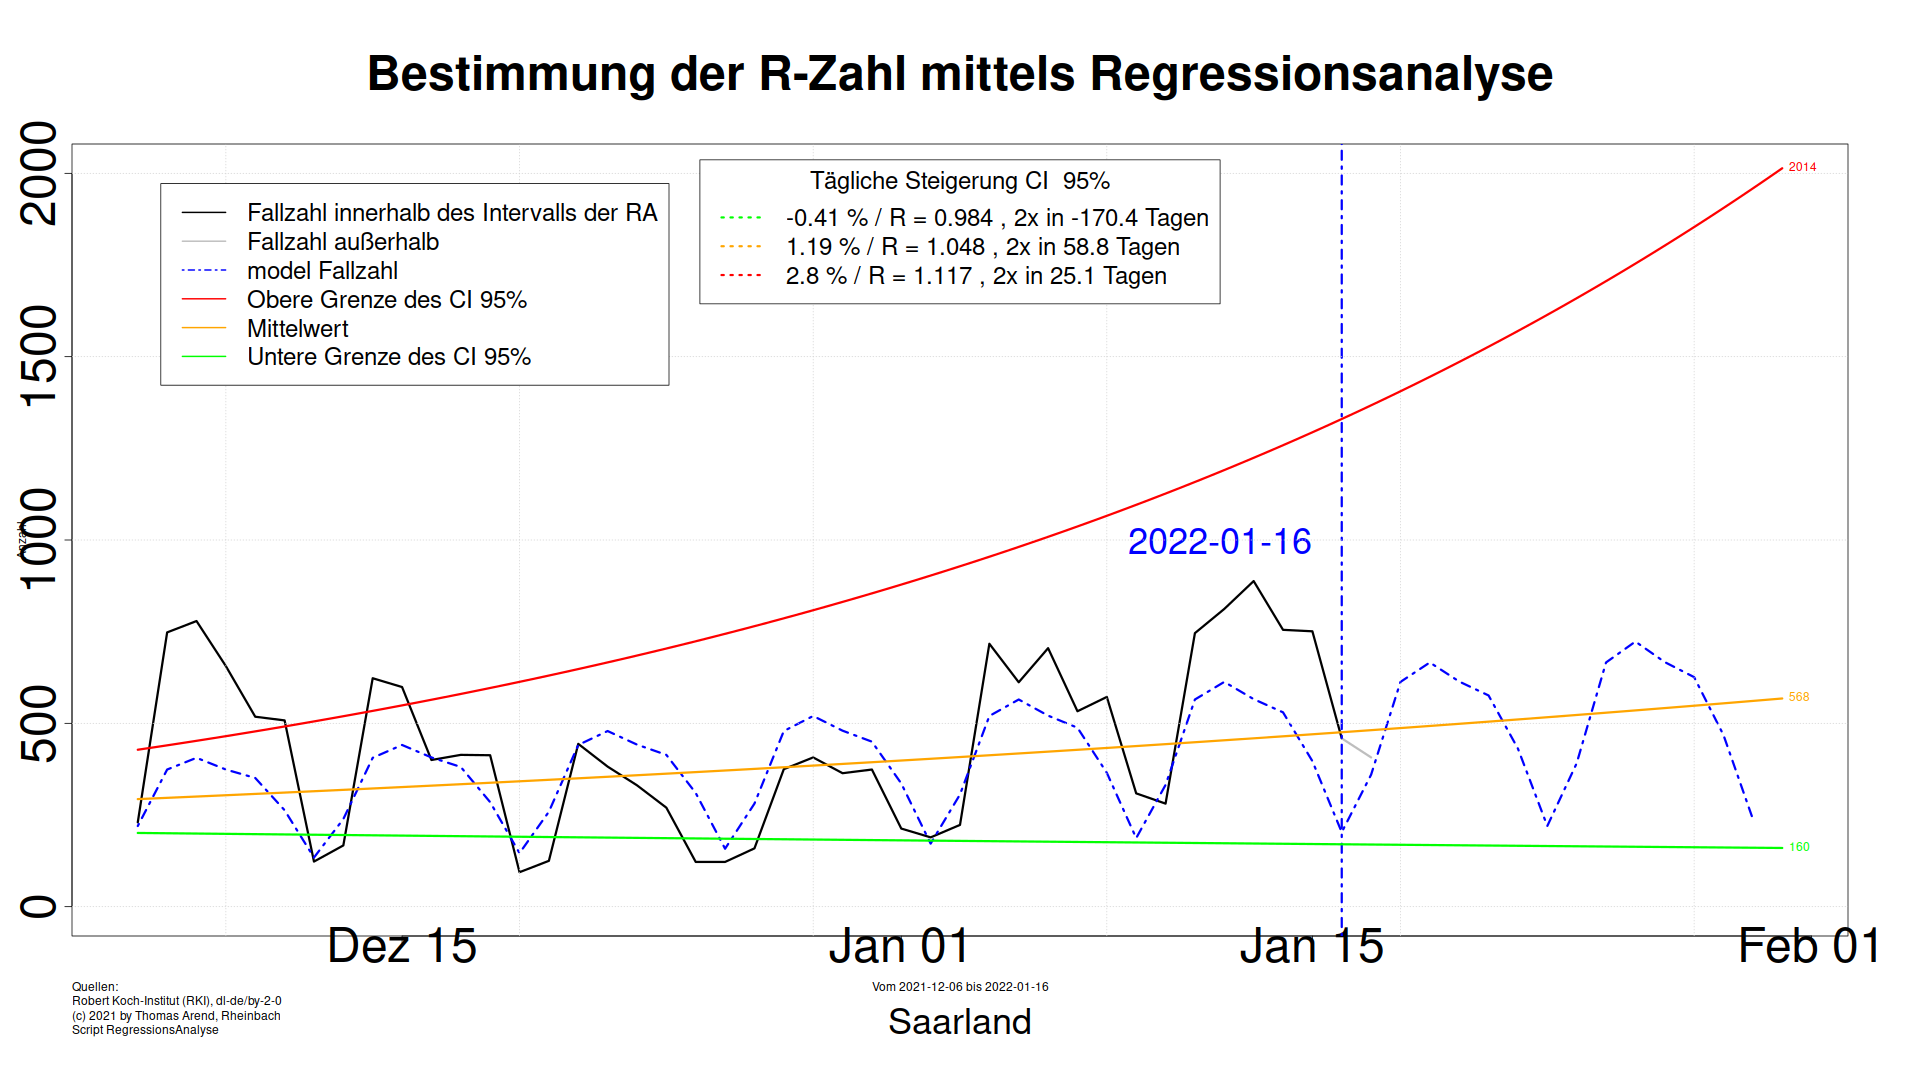 Bestimmung der R-Zahl mittels Regressionsanalyse
Anzahl
2000
1500
1000
500
0
Fallzahl innerhalb des Intervalls der RA
Fallzahl außerhalb
model Fallzahl
Obere Grenze des CI 95%
Mittelwert
Untere Grenze des CI 95%
Tägliche Steigerung CI  95%
-0.41 % / R = 0.984 , 2x in -170.4 Tagen
1.19 % / R = 1.048 , 2x in 58.8 Tagen
2.8 % / R = 1.117 , 2x in 25.1 Tagen
2014
2022-01-16
568
160
Dez 15
Jan 01
Jan 15
Feb 01
Quellen:
Robert Koch-Institut (RKI), dl-de/by-2-0
(c) 2021 by Thomas Arend, Rheinbach
Script RegressionsAnalyse
Vom 2021-12-06 bis 2022-01-16
Saarland